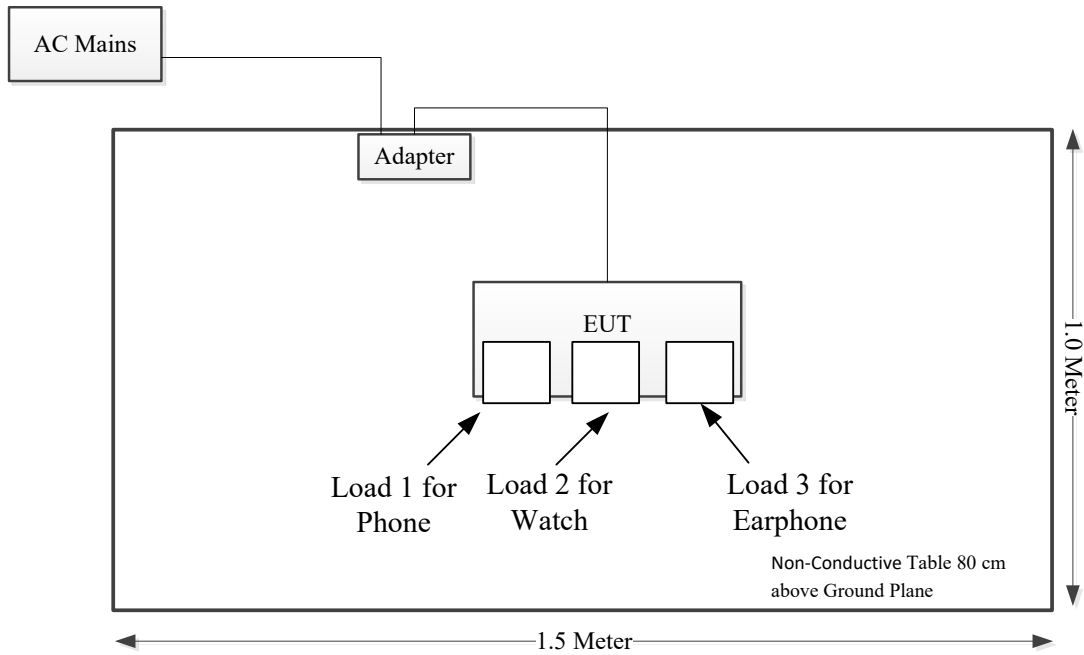 AC Mains
Adapter
EUT
1.0 Meter
Load 1 for
Phone
Load 2 for
Watch
Load 3 for
Earphone
Non-Conductive Table 80 cm
above Ground Plane
1.5 Meter